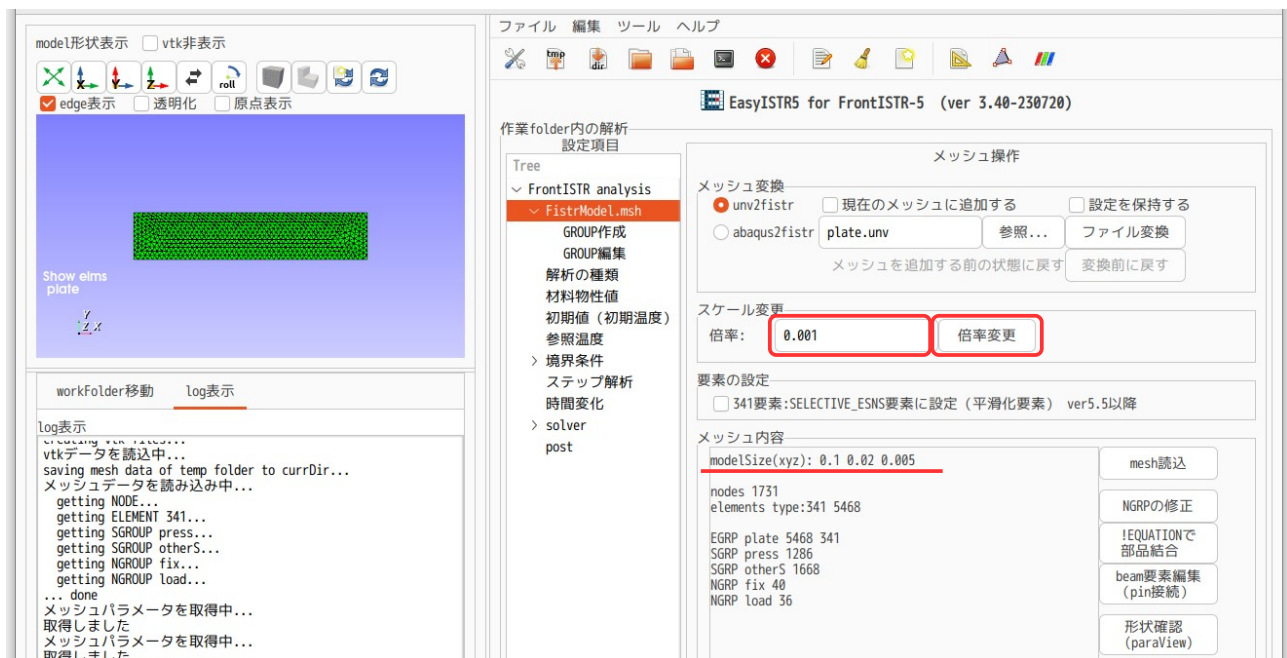 model形状表示 vtk非表示
roll
edge表示 透明化 原点表示
Show elms
plate
Y
Z X
workFolder移動 log表示
log表示
creating vtk files...
vtkデータを読込中...
saving mesh data of temp folder to currDir...
メッシュデータを読み込み中...
getting NODE...
getting ELEMENT 341...
getting SGROUP press...
getting SGROUP otherS...
getting NGROUP fix...
getting NGROUP load...
... done
メッシュパラメータを取得中...
取得しました
メッシュパラメータを取得中...
取得しました
ファイル 編集 ツール ヘルプ
tmp
dir
EasyISTR5 for FrontISTR-5 (ver 3.40-230720)
作業folder内の解析
設定項目
Tree
FrontISTR analysis
FistrModel.msh
GROUP作成
GROUP編集
解析の種類
材料物性値
初期値（初期温度）
参照温度
境界条件
ステップ解析
時間変化
solver
post
メッシュ操作
メッシュ変換
unv2fistr 現在のメッシュに追加する 設定を保持する
abaqus2fistr plate.unv 参照... ファイル変換
メッシュを追加する前の状態に戻す 変換前に戻す
スケール変更
倍率: 0.001 倍率変更
要素の設定
341要素:SELECTIVE_ESNS要素に設定（平滑化要素） ver5.5以降
メッシュ内容
modelSize(xyz): 0.1 0.02 0.005
nodes 1731
elements type:341 5468
EGRP plate 5468 341
SGRP press 1286
SGRP otherS 1668
NGRP fix 40
NGRP load 36
mesh読込
NGRPの修正
!EQUATIONで
部品結合
beam要素編集
(pin接続)
形状確認
(paraView)